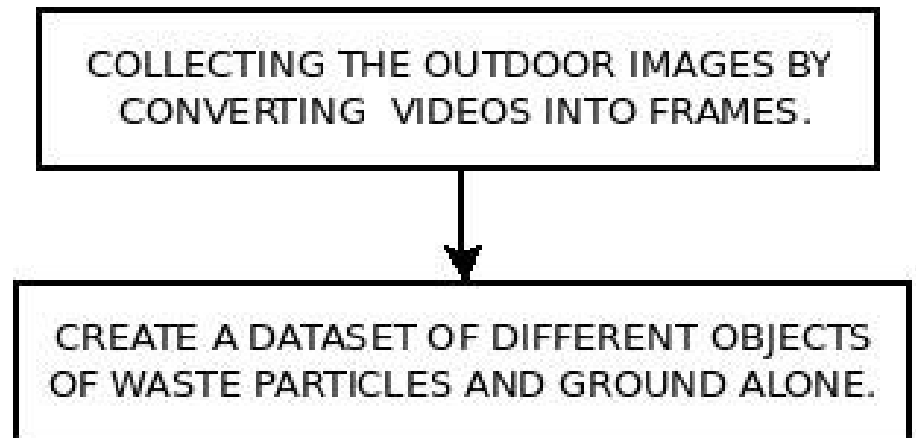 COLLECTING THE OUTDOOR IMAGES BY
CONVERTING VIDEOS INTO FRAMES.
CREATE A DATASET OF DIFFERENT OBJECTS
OF WASTE PARTICLES AND GROUND ALONE.